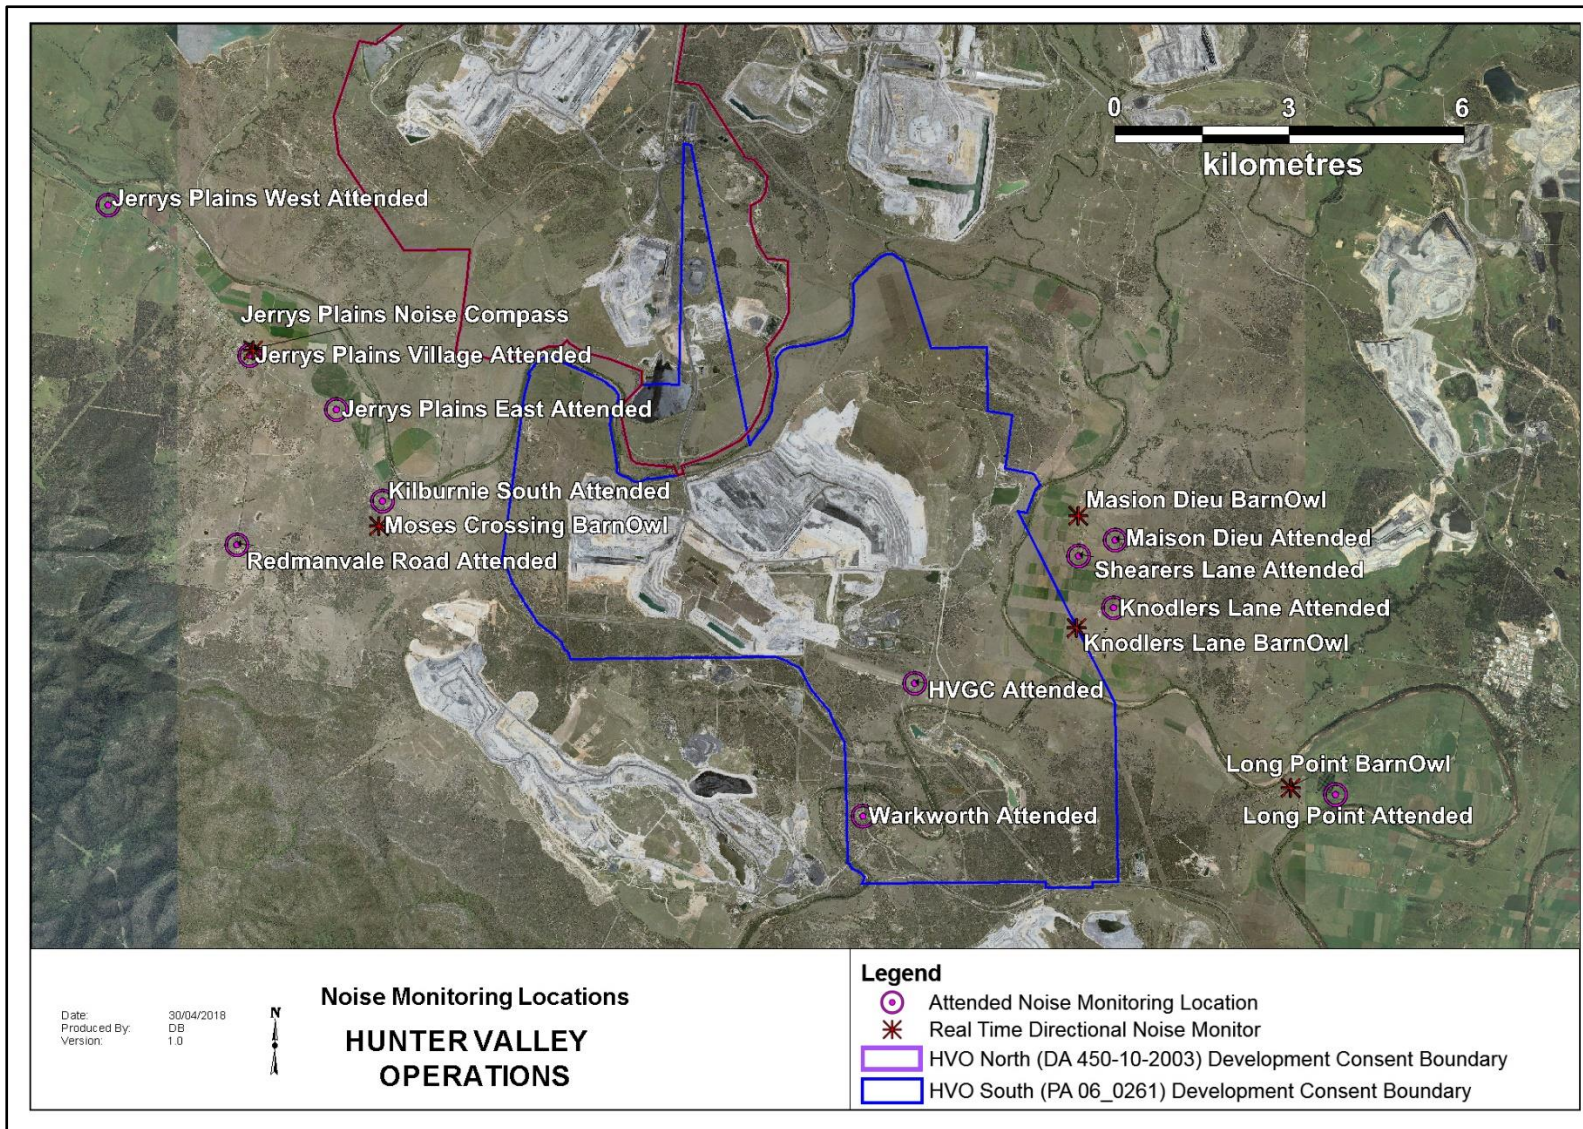 0 3 6
kilometres
Jerrys Plains West Attended
Jerrys Plains Noise Compass
Jerrys Plains Village Attended
Jerrys Plains East Attended
Kilburnie South Attended
Moses Crossing BarnOwl
Redmanvale Road Attended
Masion Dieu BarnOwl
Maison Dieu Attended
Shearers Lane Attended
Knodlers Lane Attended
Knodlers Lane BarnOwl
HVGC Attended
Long Point BarnOwl
Long Point Attended
Warkworth Attended
Date: 30/04/2018
Produced By: DB
Version: 1.0
N
Noise Monitoring Locations
HUNTER VALLEY
OPERATIONS
Legend
Attended Noise Monitoring Location
Real Time Directional Noise Monitor
HVO North (DA 450-10-2003) Development Consent Boundary
HVO South (PA 06_0261) Development Consent Boundary